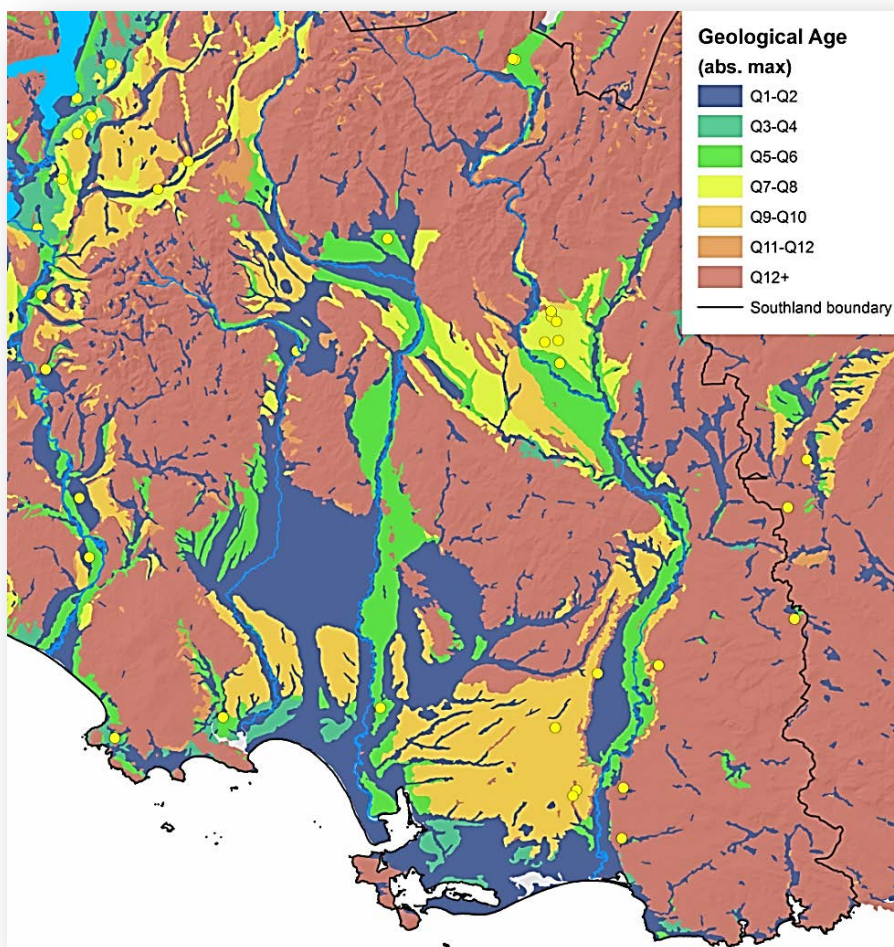 Geological Age
(abs. max)
Q1-Q2
Q3-Q4
Q5-Q6
Q7-Q8
Q9-Q10
Q11-Q12
Q12+
Southland boundary